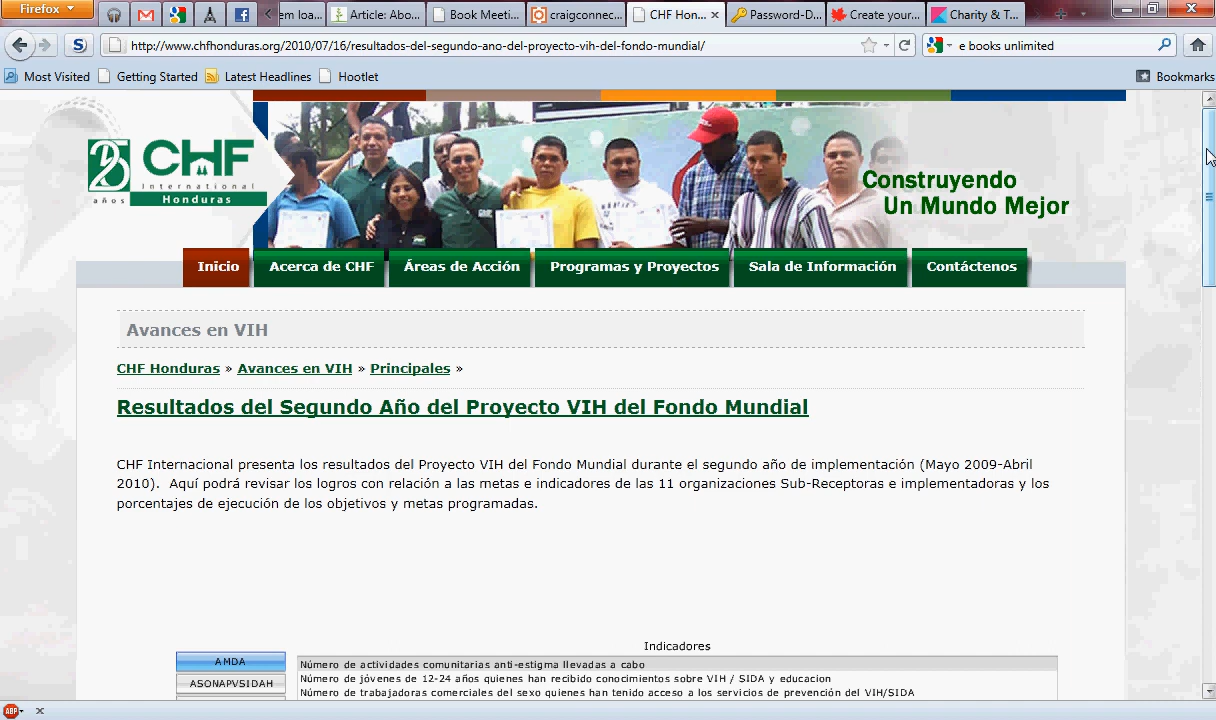 Firefox
em loa...
Article: Abo...
Book Meeti...
craigconnec...
CHF Hon...
Password-D...
Create your...
Charity & T...
http://www.chfhonduras.org/2010/07/16/resultados-del-segundo-ano-del-proyecto-vih-del-fondo-mundial/
e books unlimited
Most Visited
Getting Started
Latest Headlines
Hootlet
Bookmarks
25 años
CHF
International
Honduras
Construyendo
Un Mundo Mejor
Inicio
Acerca de CHF
Áreas de Acción
Programas y Proyectos
Sala de Información
Contáctenos
Avances en VIH
CHF Honduras » Avances en VIH » Principales »
Resultados del Segundo Año del Proyecto VIH del Fondo Mundial
CHF Internacional presenta los resultados del Proyecto VIH del Fondo Mundial durante el segundo año de implementación (Mayo 2009-Abril
2010).  Aquí podrá revisar los logros con relación a las metas e indicadores de las 11 organizaciones Sub-Receptoras e implementadoras y los
porcentajes de ejecución de los objetivos y metas programadas.
Indicadores
AMDA
ASONAPVSIDAH
Número de actividades comunitarias anti-estigma llevadas a cabo
Número de jóvenes de 12-24 años quienes han recibido conocimientos sobre VIH / SIDA y educacion
Número de trabajadoras comerciales del sexo quienes han tenido acceso a los servicios de prevención del VIH/SIDA
ABP